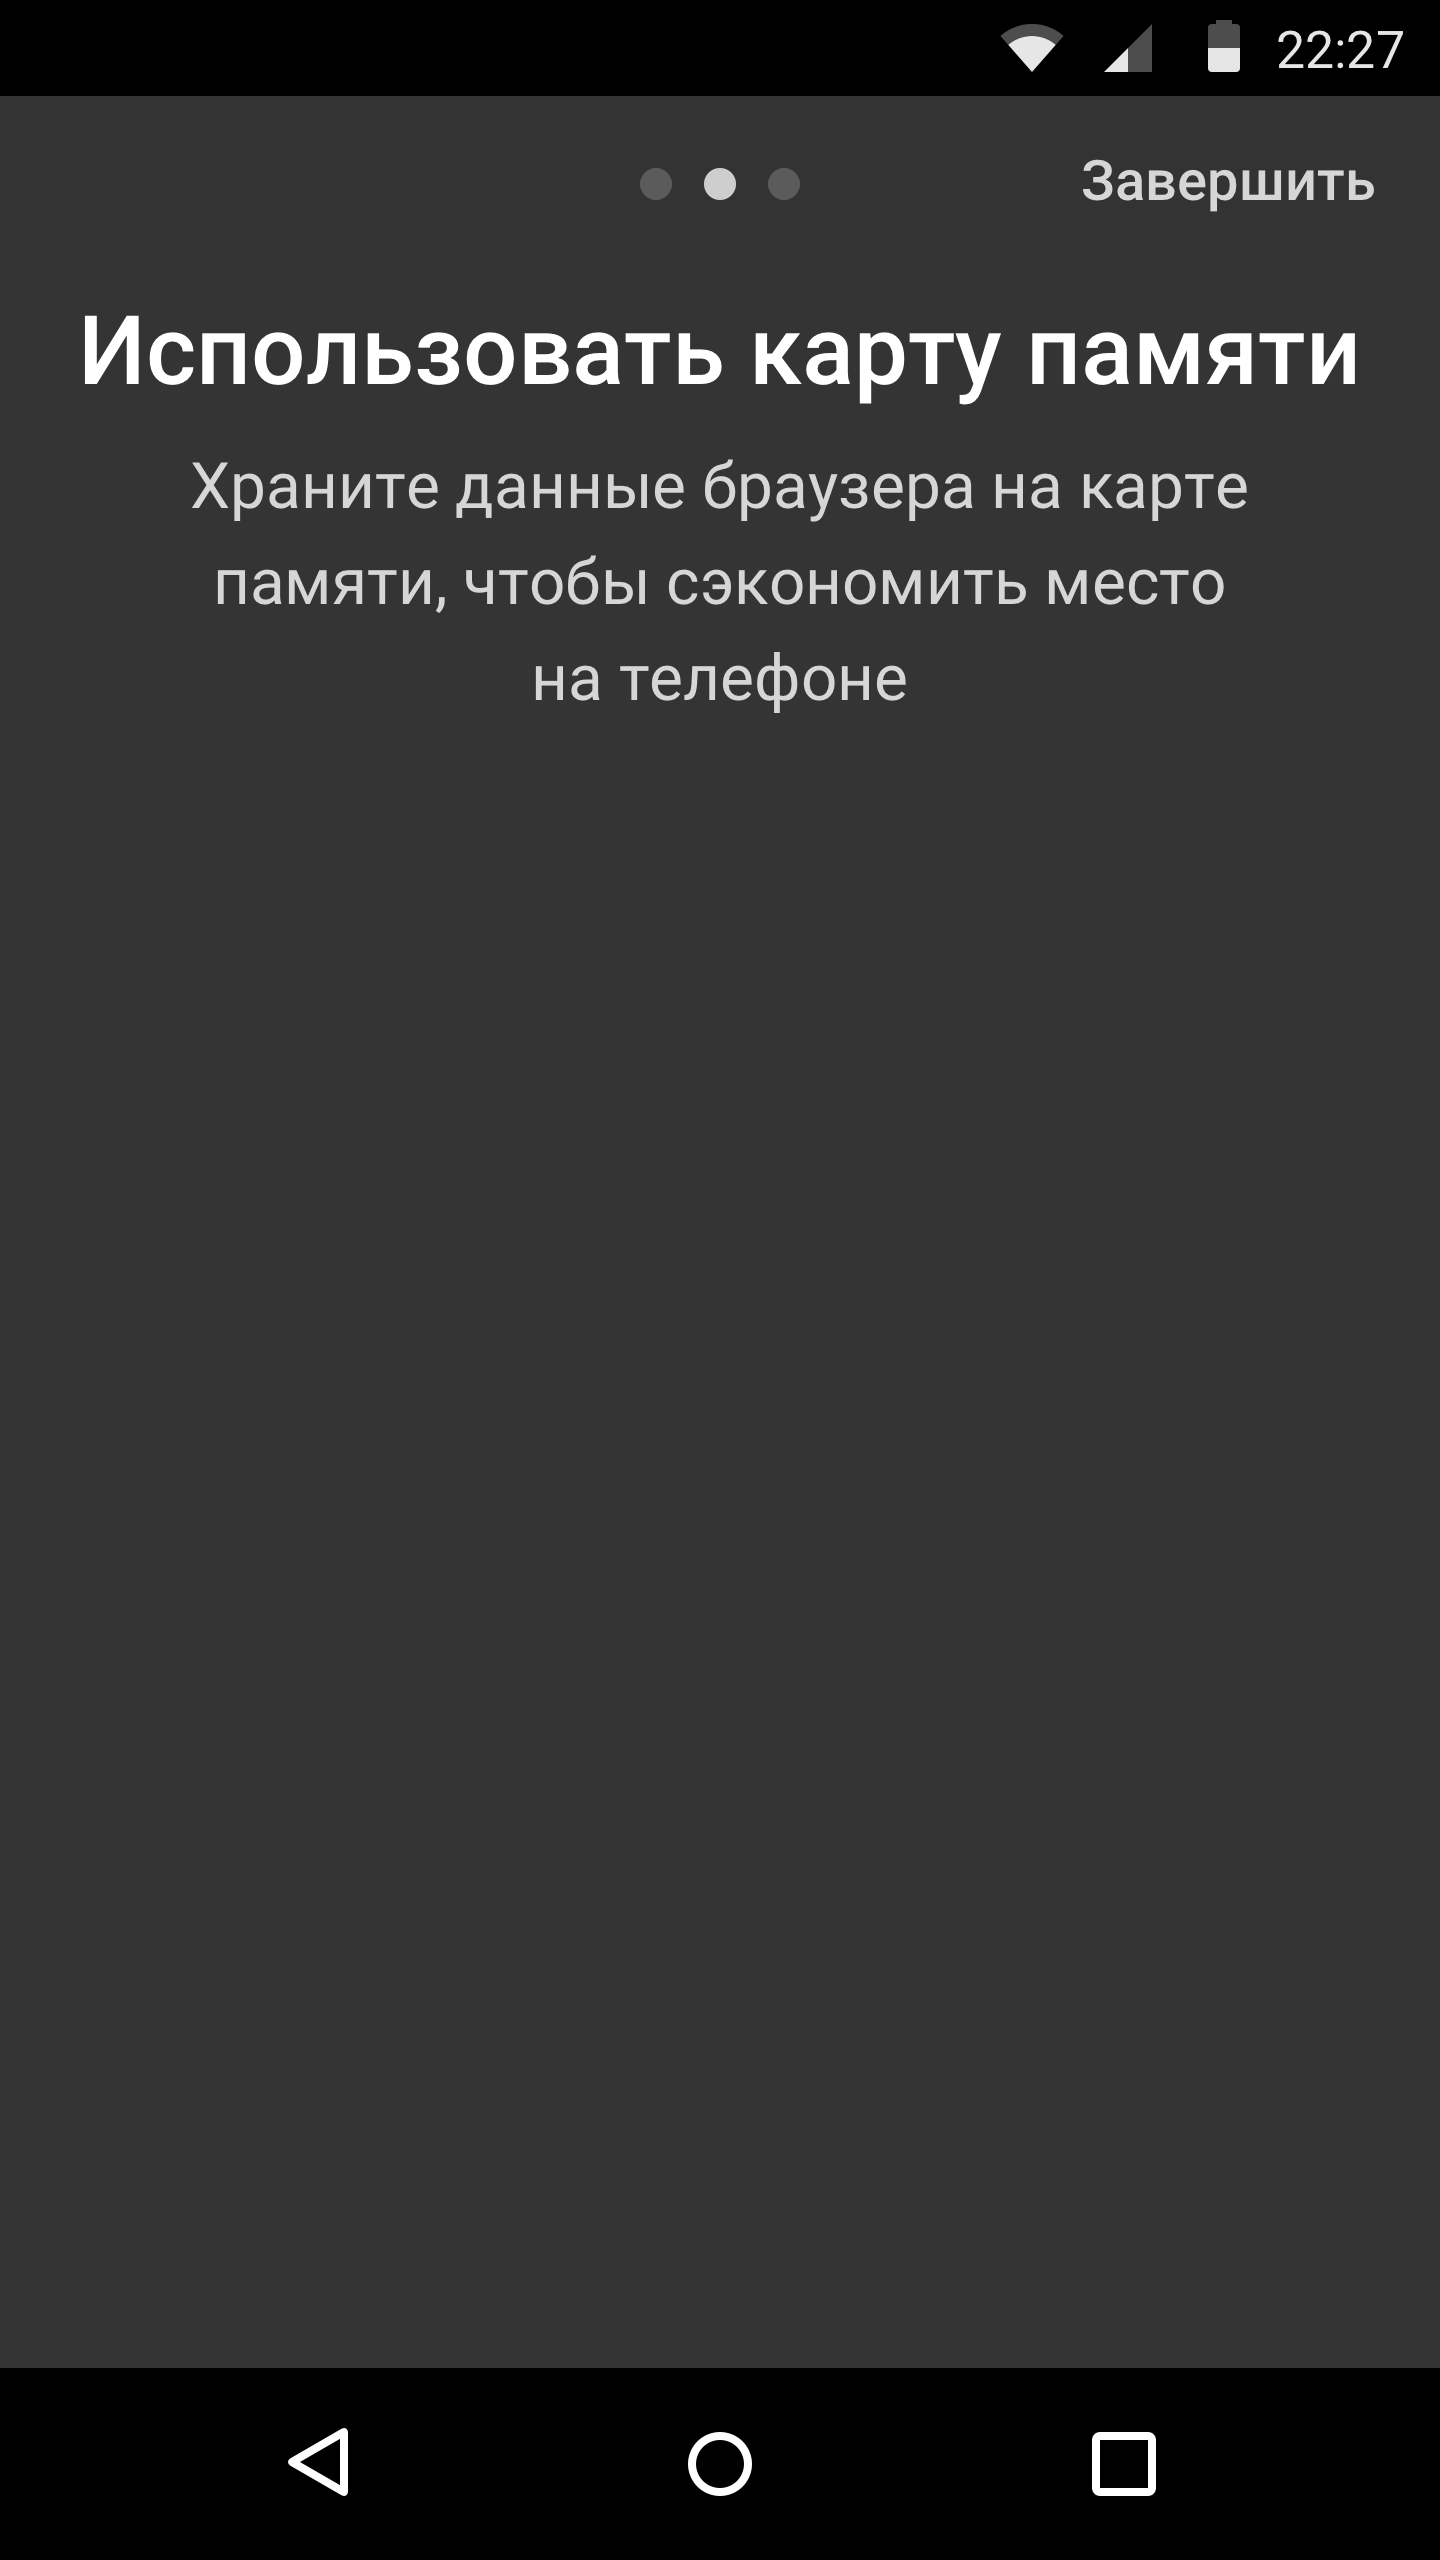 22:27
Завершить
Использовать карту памяти
Храните данные браузера на карте
памяти, чтобы сэкономить место
на телефоне